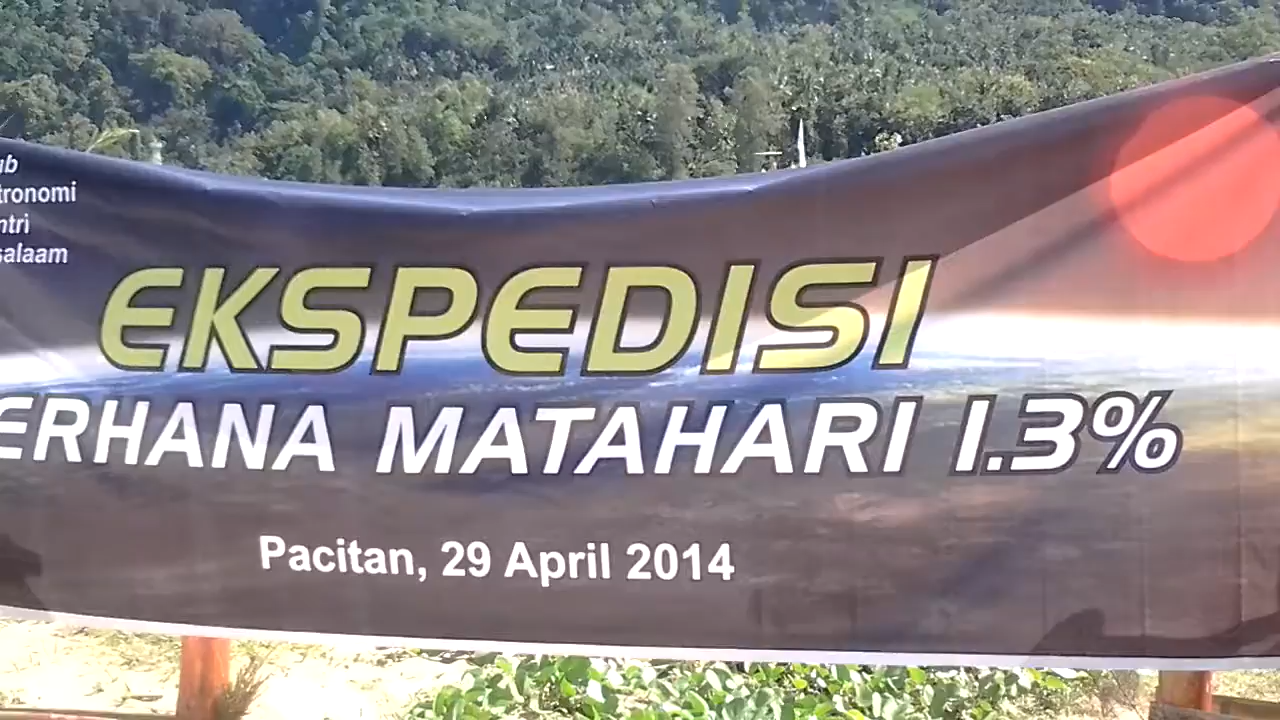 ub
tronomi
ntri
salaam
EKSPEDISI
ERHANA MATAHARI 1.3%
Pacitan, 29 April 2014